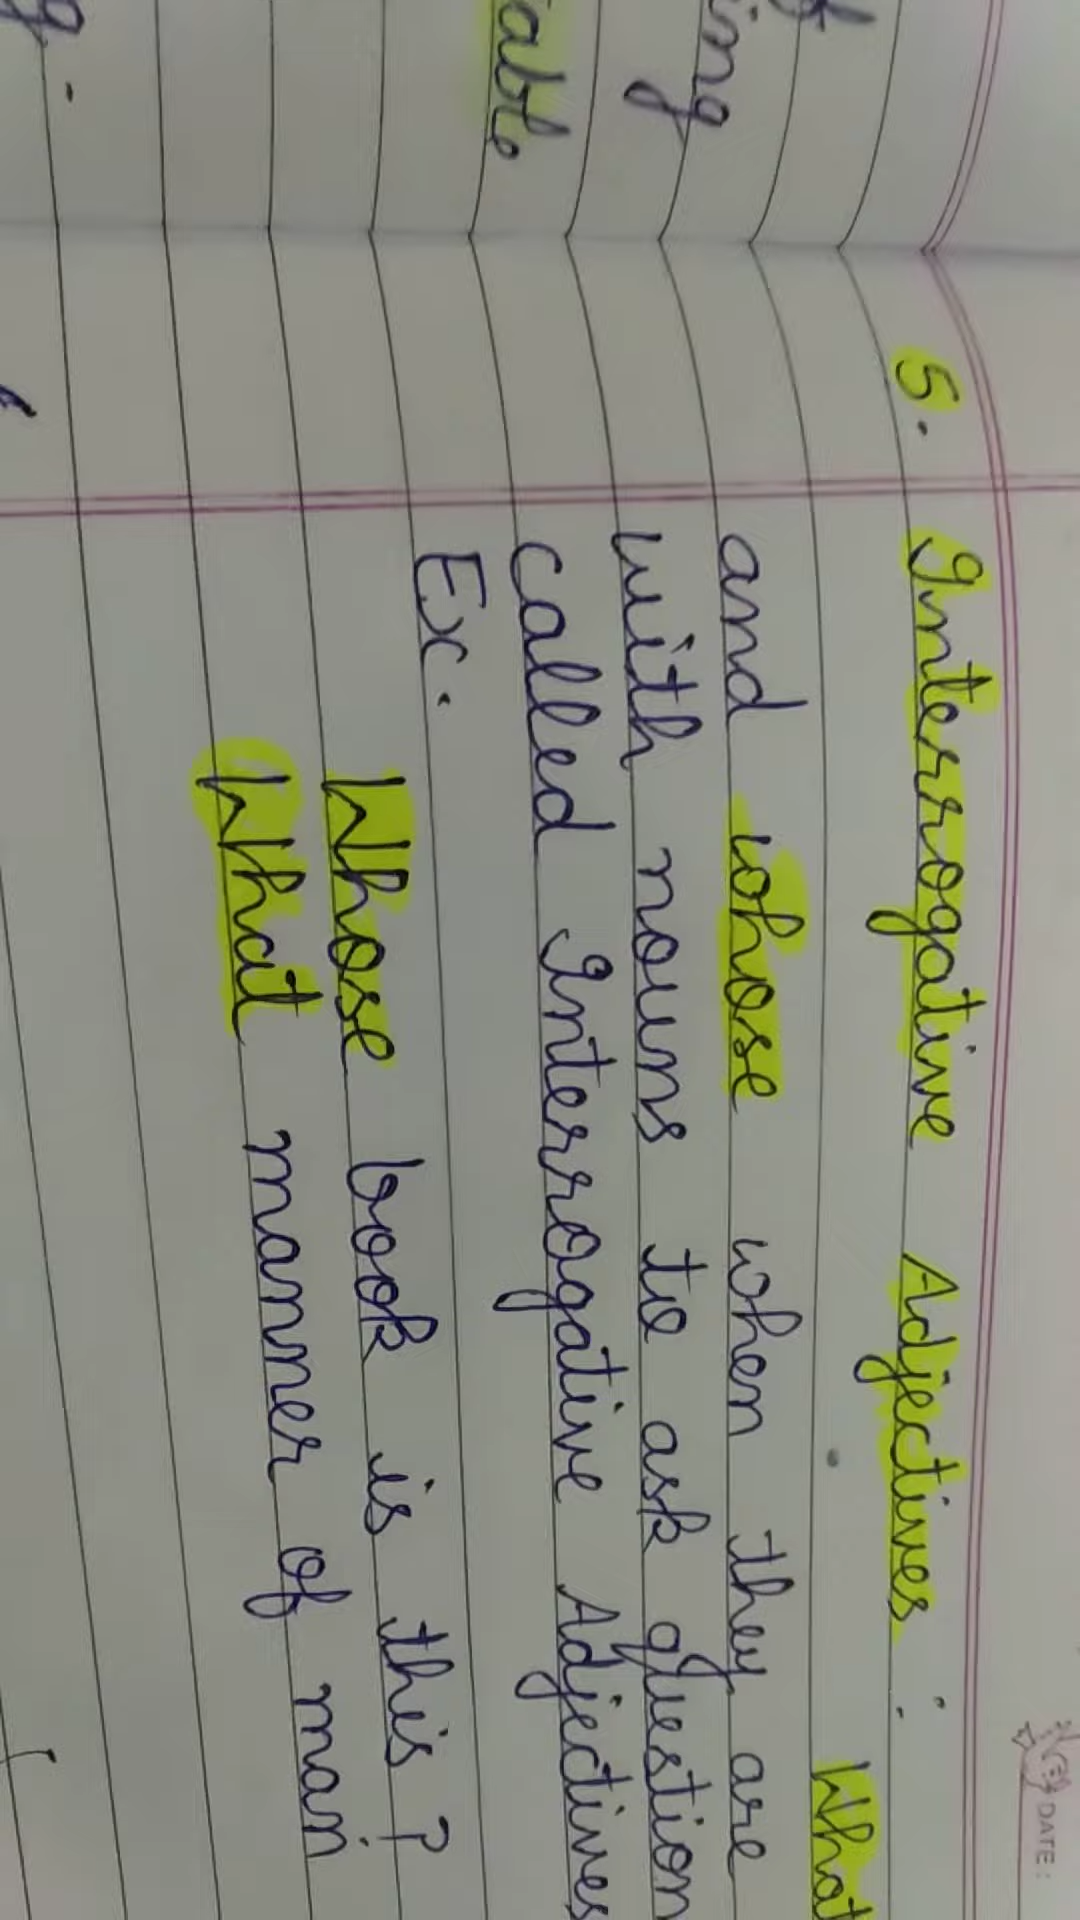 DATE :
5. Interrogative Adjectives :
What
and whose when they are
with nouns to ask question
called Interrogative Adjectives
Ex.
Whose book is this ?
What manner of man